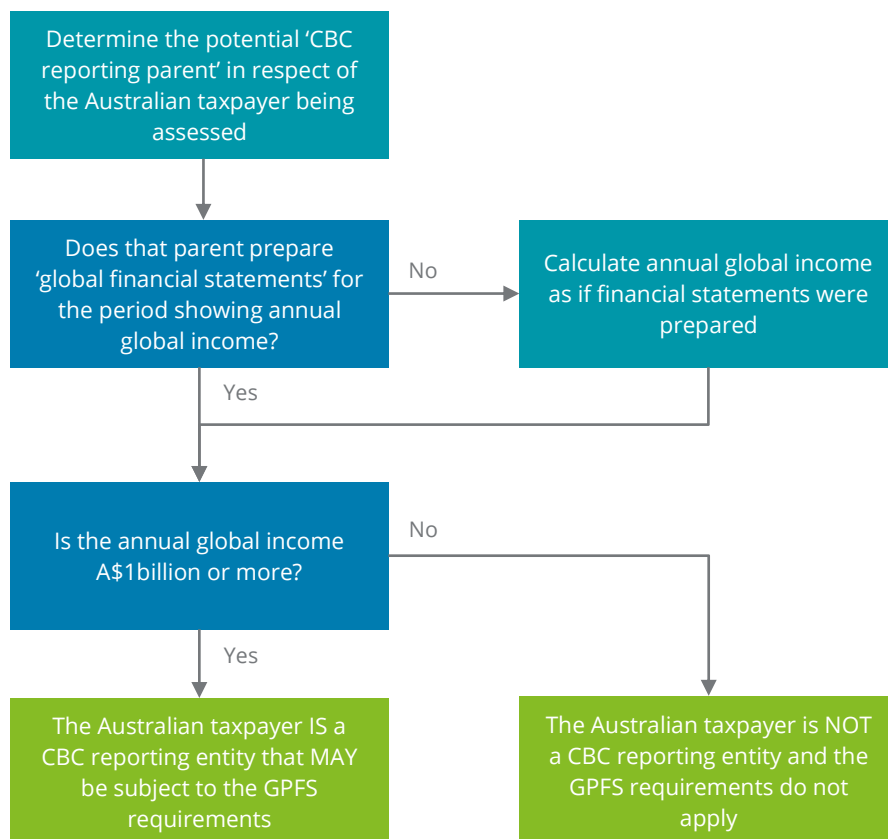 Determine the potential ‘CBC
reporting parent’ in respect of
the Australian taxpayer being
assessed
Does that parent prepare
‘global financial statements’ for
the period showing annual
global income?
No
Calculate annual global income
as if financial statements were
prepared
Yes
Is the annual global income
A$1billion or more?
No
Yes
The Australian taxpayer IS a
CBC reporting entity that MAY
be subject to the GPFS
requirements
The Australian taxpayer is NOT
a CBC reporting entity and the
GPFS requirements do not
apply